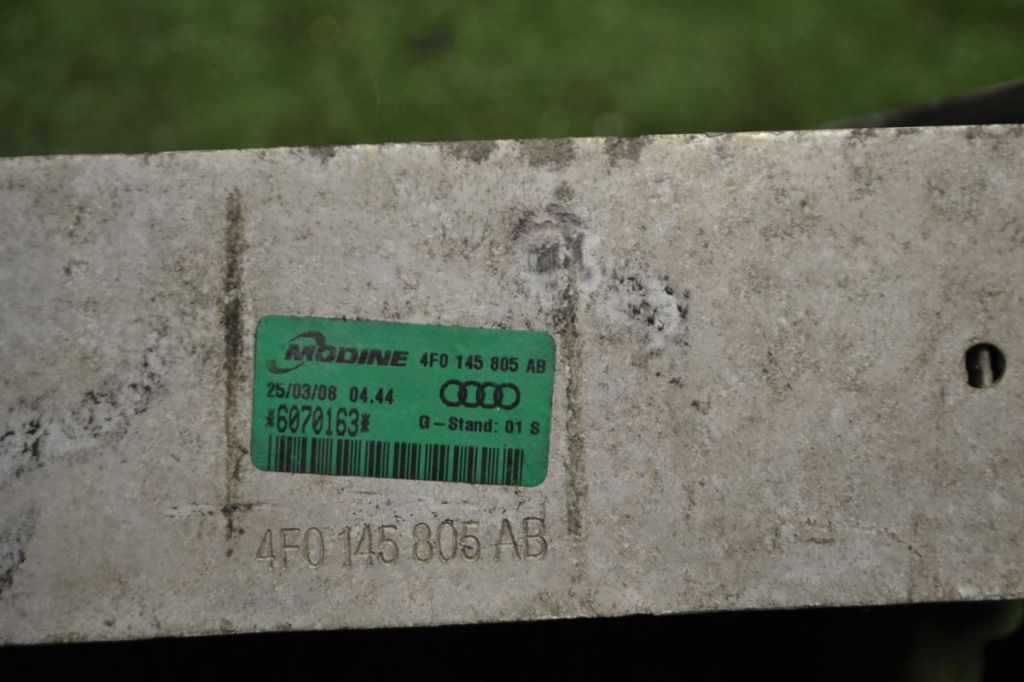 MODINE 4F0 145 805 AB
25/03/08 04.44
*6070163*
G-Stand: 01 S
4F0 145 805 AB